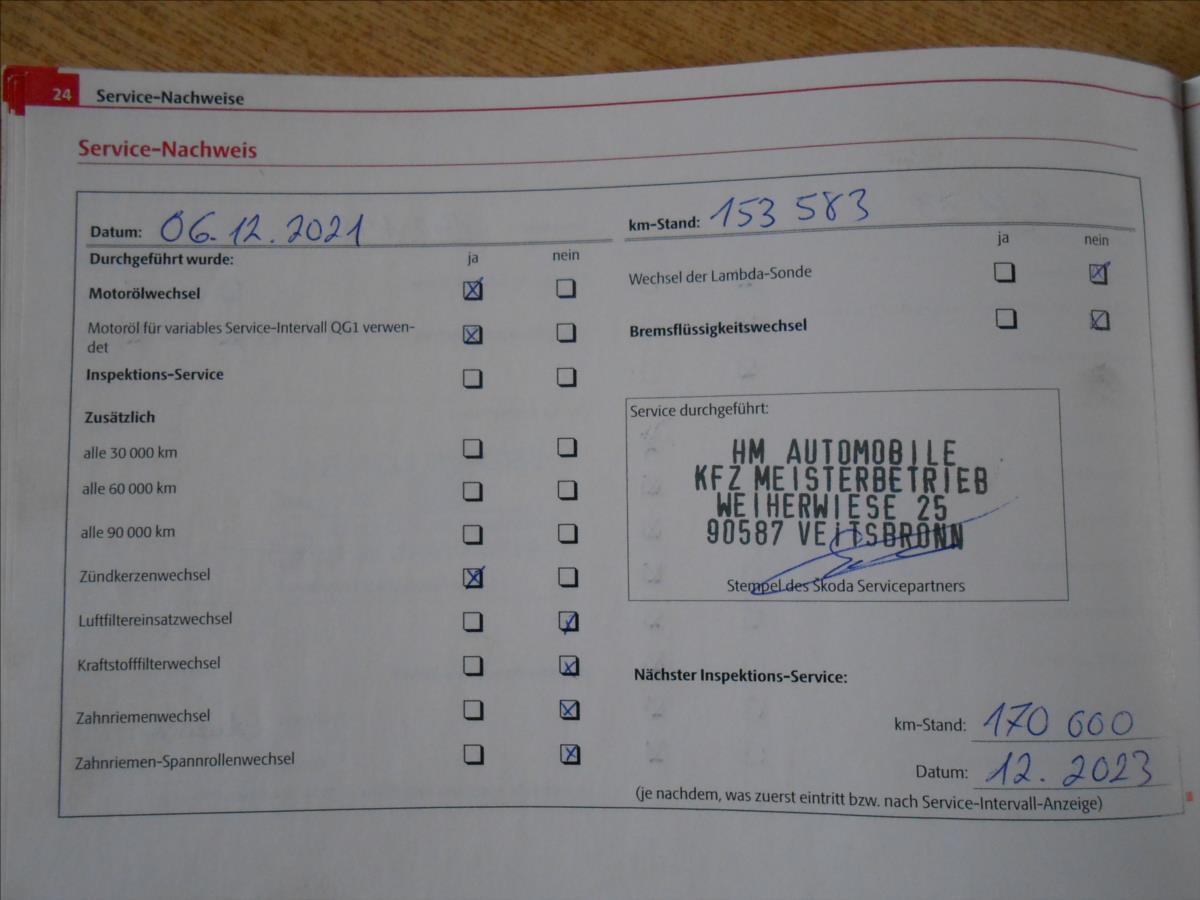 24 Service-Nachweise
Service-Nachweis
Datum: 06.12.2021
Durchgeführt wurde: ja nein
Motorölwechsel
Motoröl für variables Service-Intervall QG1 verwen-
det
Inspektions-Service
Zusätzlich
alle 30 000 km
alle 60 000 km
alle 90 000 km
Zündkerzenwechsel
Luftfiltereinsatzwechsel
Kraftstofffilterwechsel
Zahnriemenwechsel
Zahnriemen-Spannrollenwechsel
km-Stand: 153 583
ja nein
Wechsel der Lambda-Sonde
Bremsflüssigkeitswechsel
Service durchgeführt:
HM AUTOMOBILE
KFZ MEISTERBETRIEB
WEIHERWIESE 25
90587 VEITSBRONN
Stempel des Škoda Servicepartners
Nächster Inspektions-Service:
km-Stand: 170 000
Datum: 12. 2023
(je nachdem, was zuerst eintritt bzw. nach Service-Intervall-Anzeige)